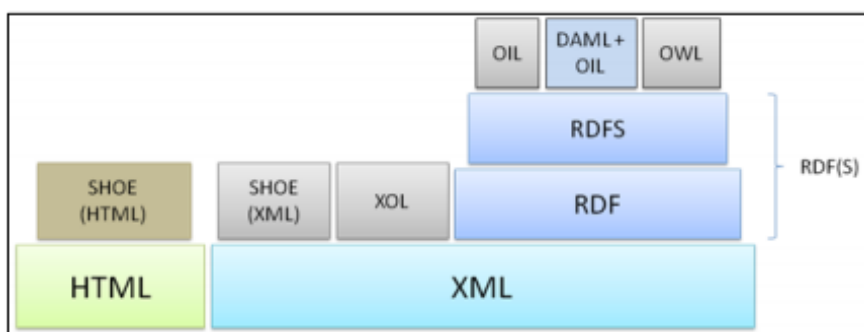 OIL
DAML+
OIL
OWL
RDFS
RDF(S)
SHOE
(HTML)
SHOE
(XML)
XOL
RDF
HTML
XML